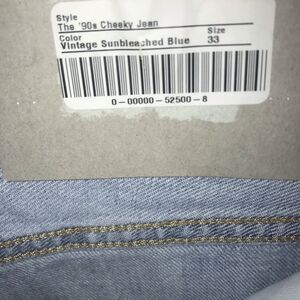 Style
The '90s Cheeky Jean
Color Size
Vintage Sunbleached Blue 33
0-00000-52500-8